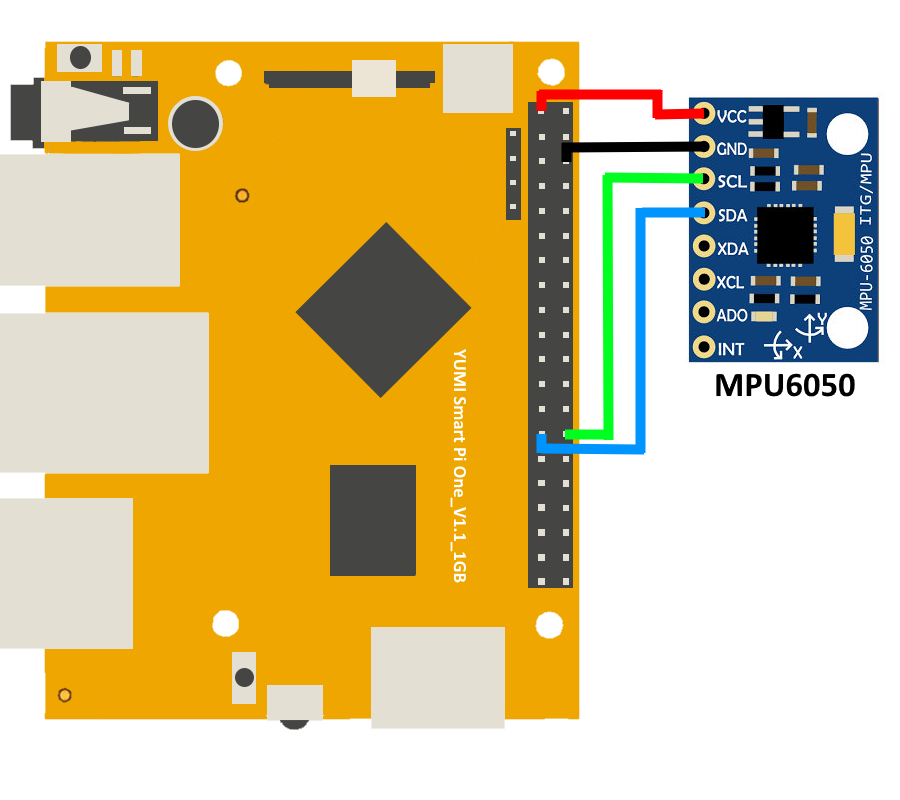 VCC
GND
SCL
SDA
XDA
XCL
ADO
INT
X
Y
MPU-6050 ITG/MPU
MPU6050
YUMI Smart Pi One_V1.1_1GB